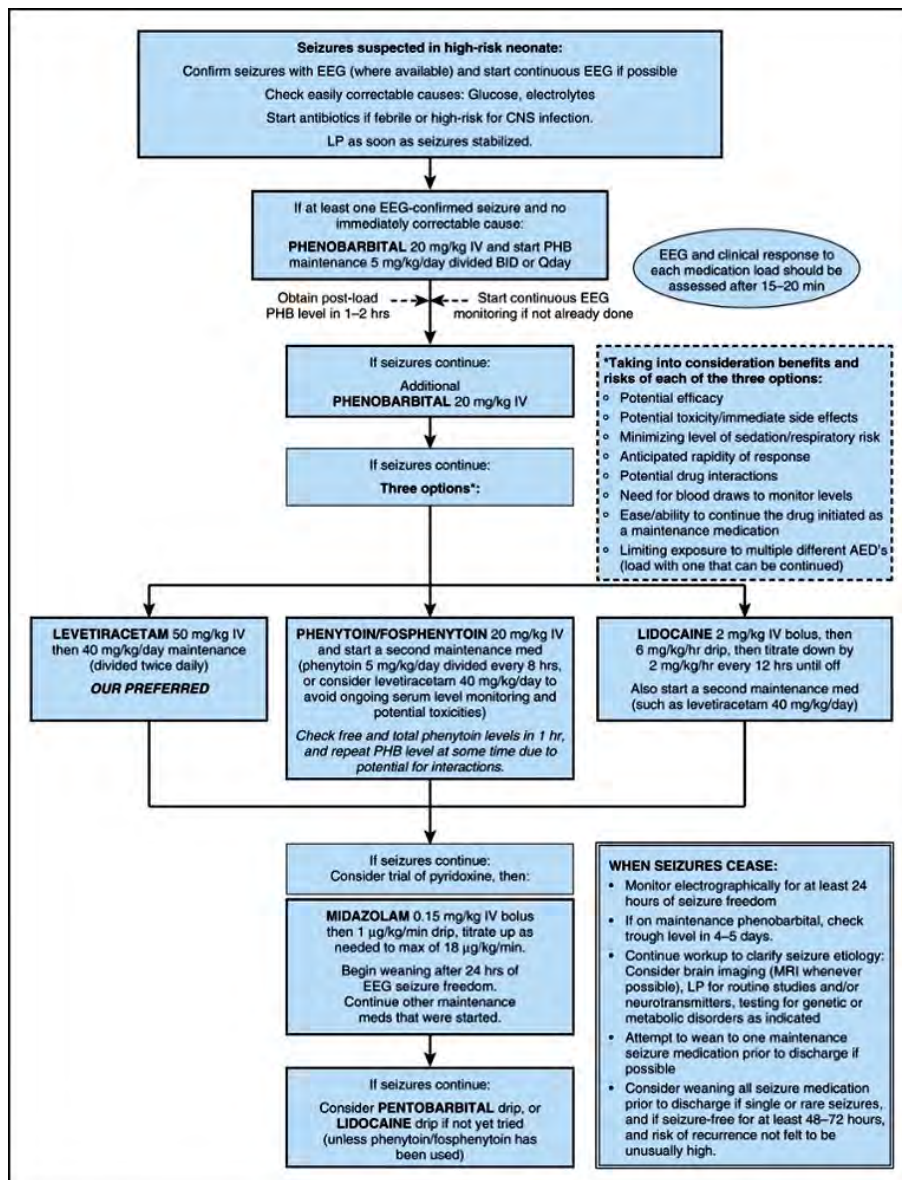 Seizures suspected in high-risk neonate:
Confirm seizures with EEG (where available) and start continuous EEG if possible
Check easily correctable causes: Glucose, electrolytes
Start antibiotics if febrile or high-risk for CNS infection.
LP as soon as seizures stabilized.
If at least one EEG-confirmed seizure and no
immediately correctable cause:
PHENOBARBITAL 20 mg/kg IV and start PHB
maintenance 5 mg/kg/day divided BID or Qday
EEG and clinical response to
each medication load should be
assessed after 15–20 min
Obtain post-load
PHB level in 1–2 hrs
Start continuous EEG
monitoring if not already done
If seizures continue:
Additional
PHENOBARBITAL 20 mg/kg IV
*Taking into consideration benefits and
risks of each of the three options:
○ Potential efficacy
○ Potential toxicity/immediate side effects
○ Minimizing level of sedation/respiratory risk
○ Anticipated rapidity of response
○ Potential drug interactions
○ Need for blood draws to monitor levels
○ Ease/ability to continue the drug initiated as
a maintenance medication
○ Limiting exposure to multiple different AED's
(load with one that can be continued)
If seizures continue:
Three options*:
LEVETIRACETAM 50 mg/kg IV
then 40 mg/kg/day maintenance
(divided twice daily)
OUR PREFERRED
PHENYTOIN/FOSPHENYTOIN 20 mg/kg IV
and start a second maintenance med
(phenytoin 5 mg/kg/day divided every 8 hrs,
or consider levetiracetam 40 mg/kg/day to
avoid ongoing serum level monitoring and
potential toxicities)
Check free and total phenytoin levels in 1 hr,
and repeat PHB level at some time due to
potential for interactions.
LIDOCAINE 2 mg/kg IV bolus, then
6 mg/kg/hr drip, then titrate down by
2 mg/kg/hr every 12 hrs until off
Also start a second maintenance med
(such as levetiracetam 40 mg/kg/day)
If seizures continue:
Consider trial of pyridoxine, then:
MIDAZOLAM 0.15 mg/kg IV bolus
then 1 µg/kg/min drip, titrate up as
needed to max of 18 µg/kg/min.
Begin weaning after 24 hrs of
EEG seizure freedom.
Continue other maintenance
meds that were started.
If seizures continue:
Consider PENTOBARBITAL drip, or
LIDOCAINE drip if not yet tried
(unless phenytoin/fosphenytoin has
been used)
WHEN SEIZURES CEASE:
• Monitor electrographically for at least 24
hours of seizure freedom
• If on maintenance phenobarbital, check
trough level in 4–5 days.
• Continue workup to clarify seizure etiology:
Consider brain imaging (MRI whenever
possible), LP for routine studies and/or
neurotransmitters, testing for genetic or
metabolic disorders as indicated
• Attempt to wean to one maintenance
seizure medication prior to discharge if
possible
• Consider weaning all seizure medication
prior to discharge if single or rare seizures,
and if seizure-free for at least 48–72 hours,
and risk of recurrence not felt to be
unusually high.